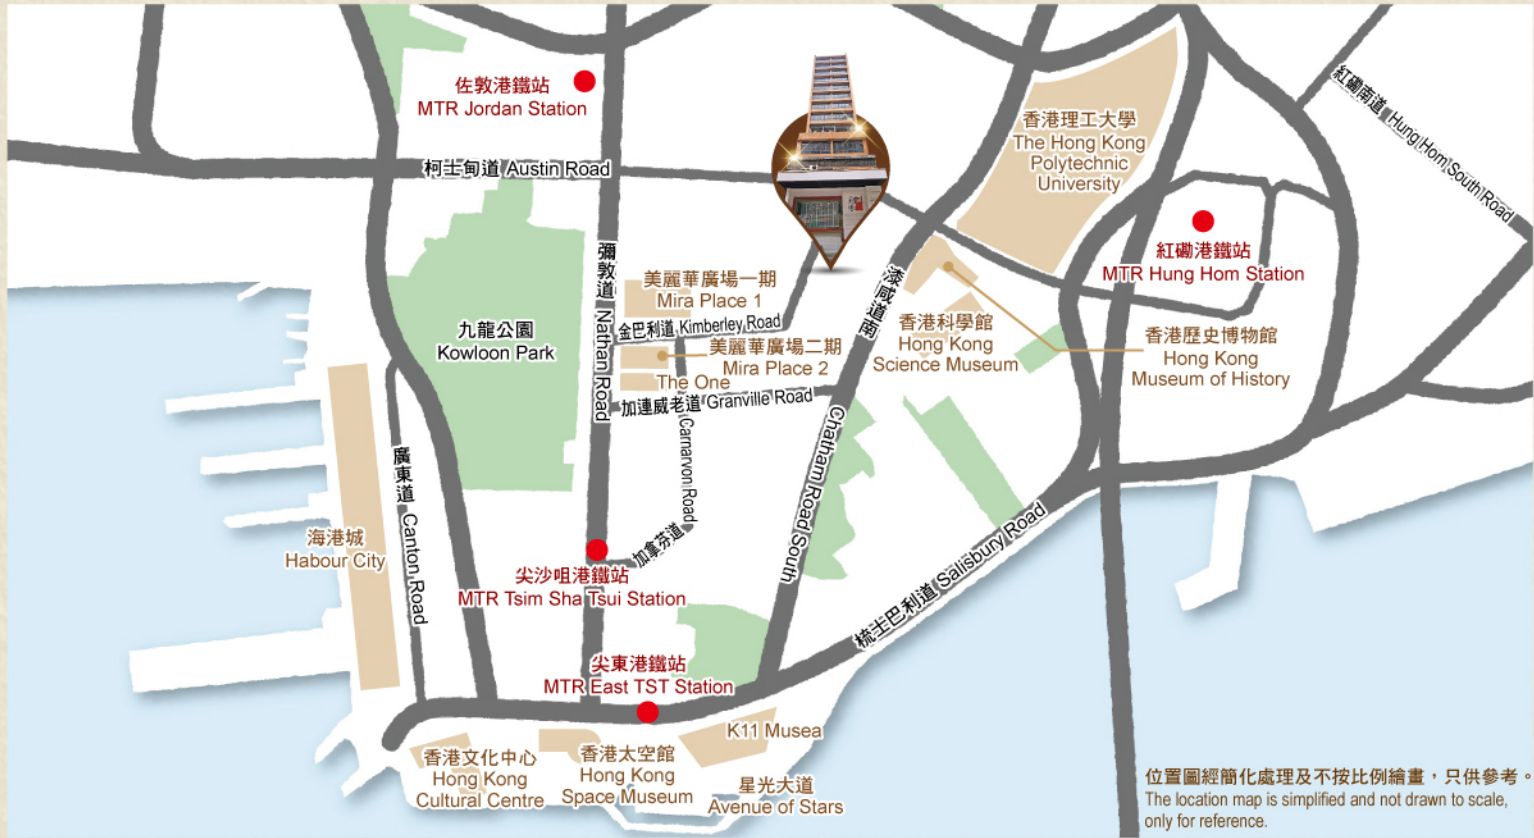 佐敦港鐵站
MTR Jordan Station
柯士甸道 Austin Road
香港理工大學
The Hong Kong
Polytechnic
University
紅磡南道 Hung Hom South Road
紅磡港鐵站
MTR Hung Hom Station
彌敦道 Nathan Road
美麗華廣場一期
Mira Place 1
金巴利道 Kimberley Road
美麗華廣場二期
Mira Place 2
The One
加連威老道 Granville Road
九龍公園
Kowloon Park
漆咸道南
Chatham Road South
香港科學館
Hong Kong
Science Museum
香港歷史博物館
Hong Kong
Museum of History
Carnarvon Road
加拿芬道
廣東道 Canton Road
海港城
Habour City
尖沙咀港鐵站
MTR Tsim Sha Tsui Station
梳士巴利道 Salisbury Road
尖東港鐵站
MTR East TST Station
K11 Musea
香港文化中心
Hong Kong
Cultural Centre
香港太空館
Hong Kong
Space Museum
星光大道
Avenue of Stars
位置圖經簡化處理及不按比例繪畫，只供參考。
The location map is simplified and not drawn to scale,
only for reference.